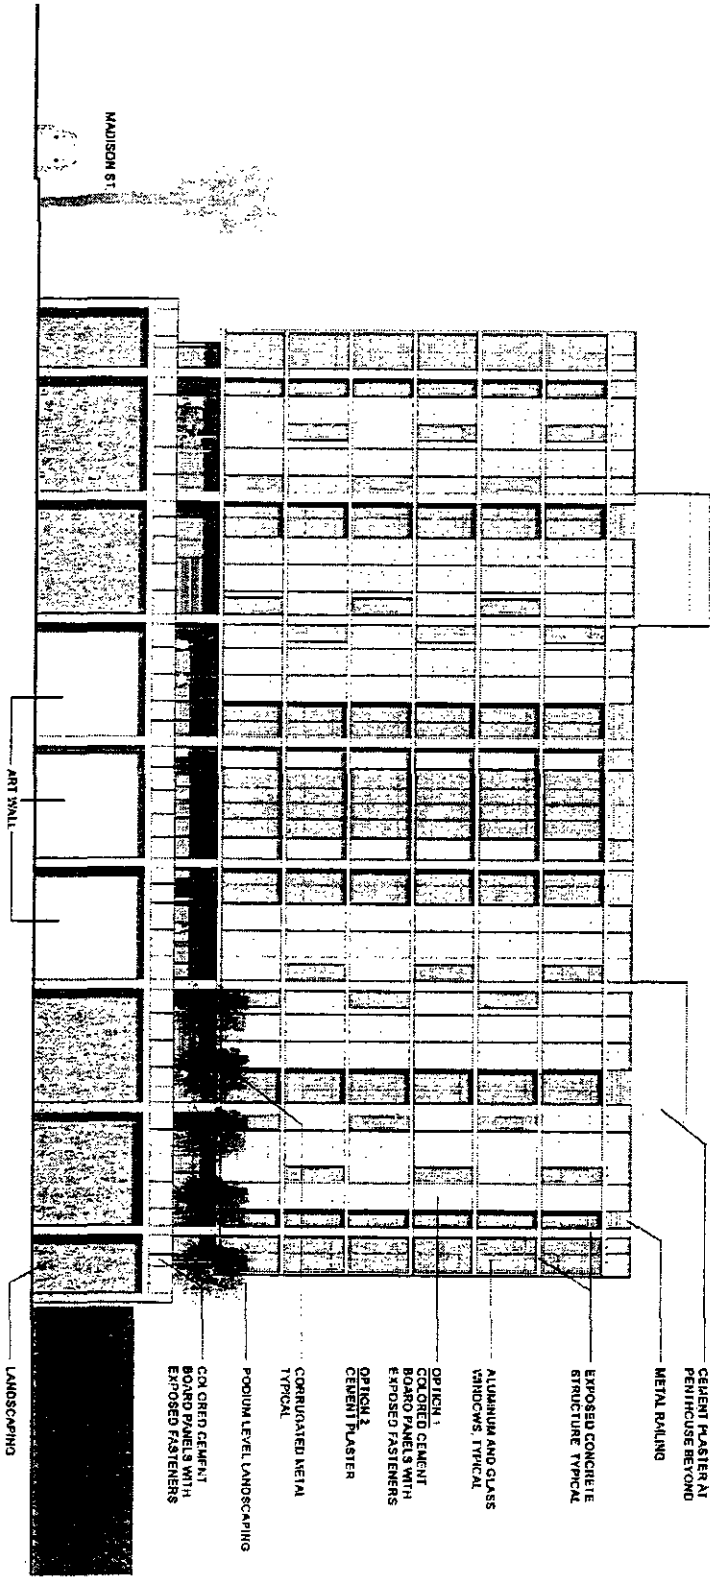 CEMENT PLASTER AT
PENTHOUSE BEYOND
METAL RAILING
EXPOSED CONCRETE
STRUCTURE TYPICAL
ALUMINUM AND GLASS
WINDOWS, TYPICAL
OPTION 1
COLORED CEMENT
BOARD PANELS WITH
EXPOSED FASTENERS
OPTION 2
CEMENT PLASTER
CORRUGATED METAL
TYPICAL
PODIUM LEVEL LANDSCAPING
COLORED CEMENT
BOARD PANELS WITH
EXPOSED FASTENERS
LANDSCAPING
MADISON ST.
ART WALL